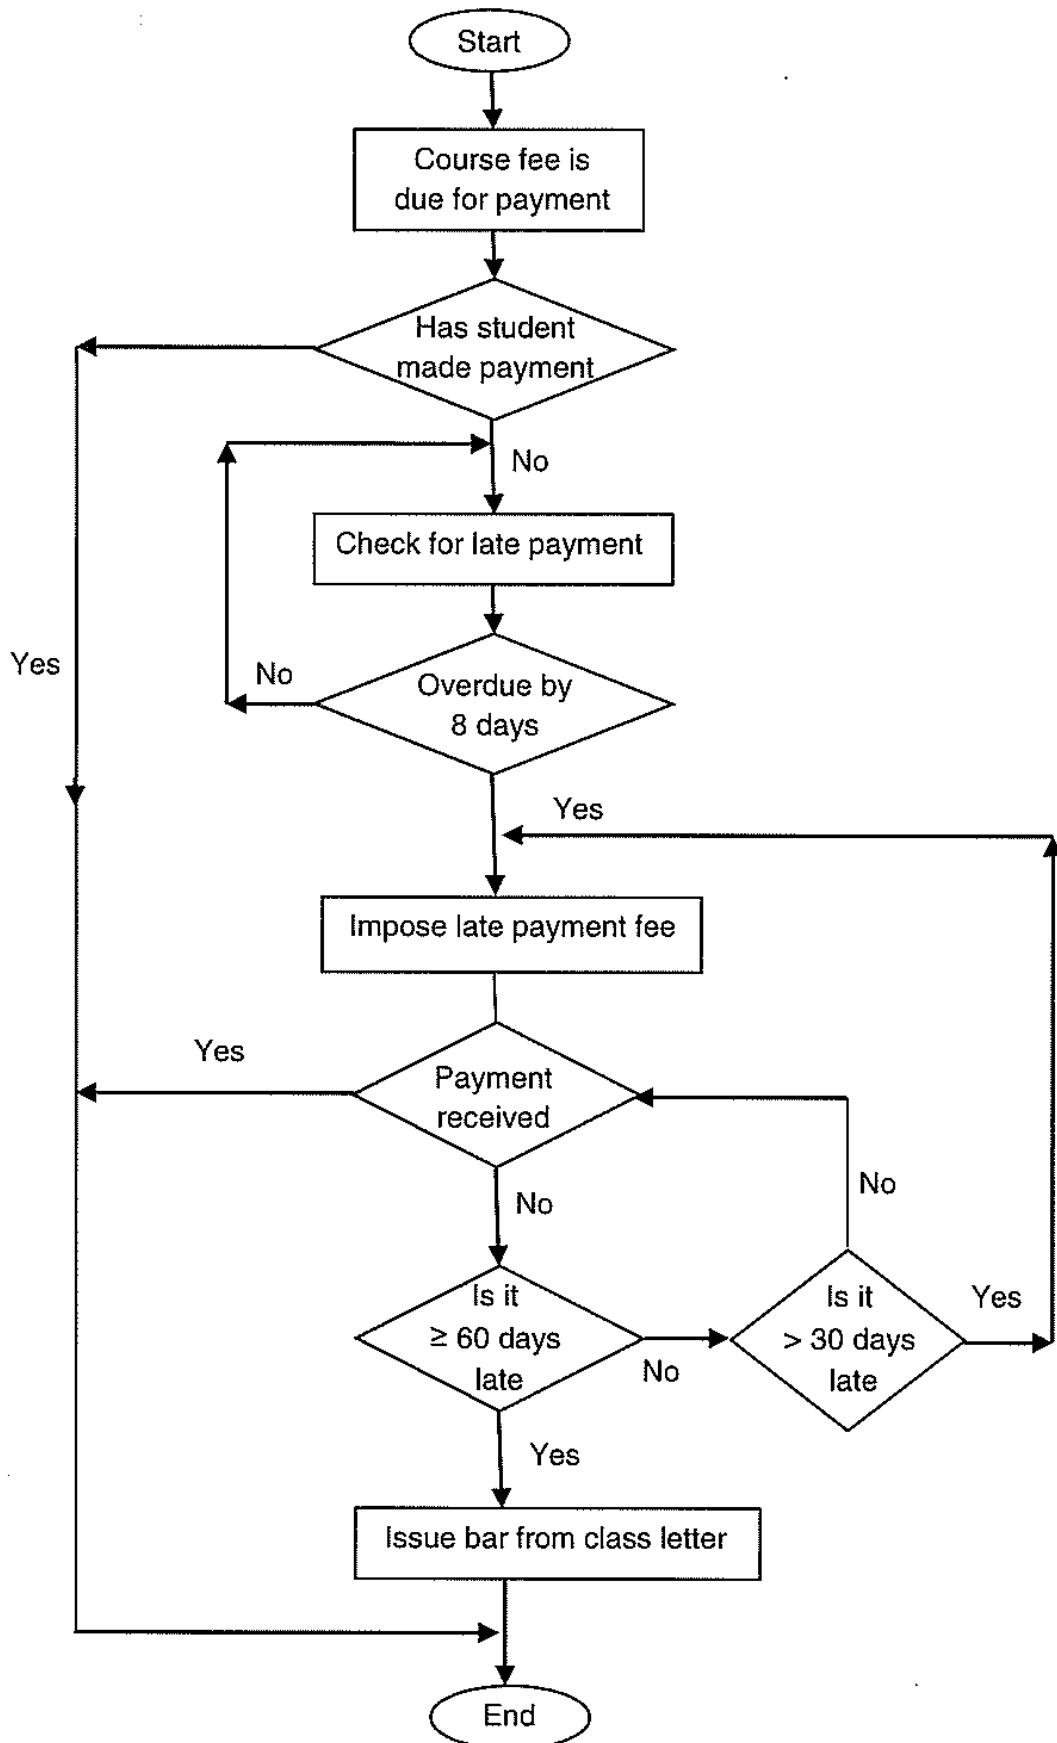 Start
Course fee is
due for payment
Has student
made payment
No
Check for late payment
Yes
No
Overdue by
8 days
Yes
Impose late payment fee
Yes
Payment
received
No
No
Is it
≥ 60 days
late
No
Is it
> 30 days
late
Yes
Yes
Issue bar from class letter
End